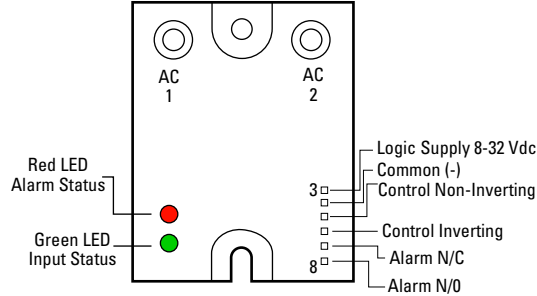 AC
1
AC
2
Logic Supply 8-32 Vdc
Common (-)
Control Non-Inverting
Control Inverting
Alarm N/C
Alarm N/0
3
8
Red LED
Alarm Status
Green LED
Input Status